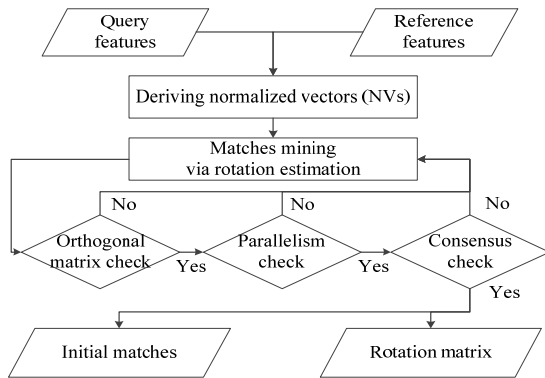 Query
features
Reference
features
Deriving normalized vectors (NVs)
Matches mining
via rotation estimation
No
No
No
Orthogonal
matrix check
Yes
Parallelism
check
Yes
Consensus
check
Yes
Initial matches
Rotation matrix